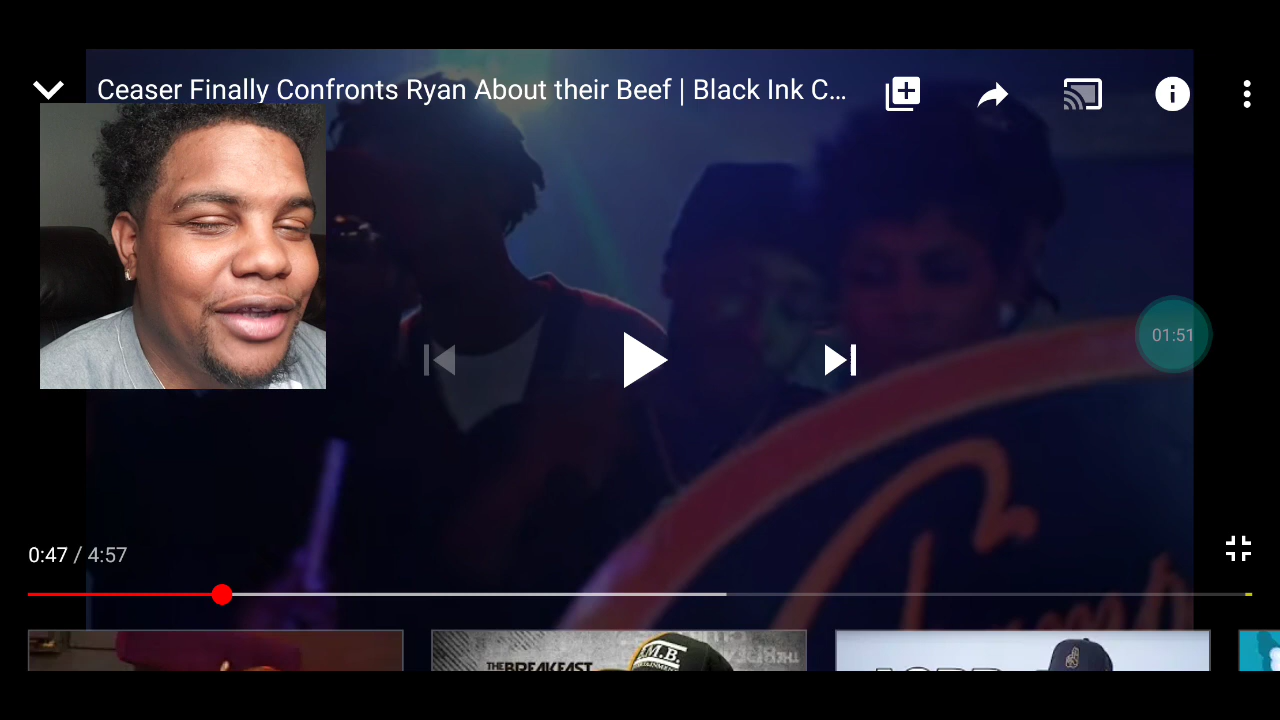 Ceaser Finally Confronts Ryan About their Beef | Black Ink C...
01:51
0:47 / 4:57
THE BREAKFAST
M.B.